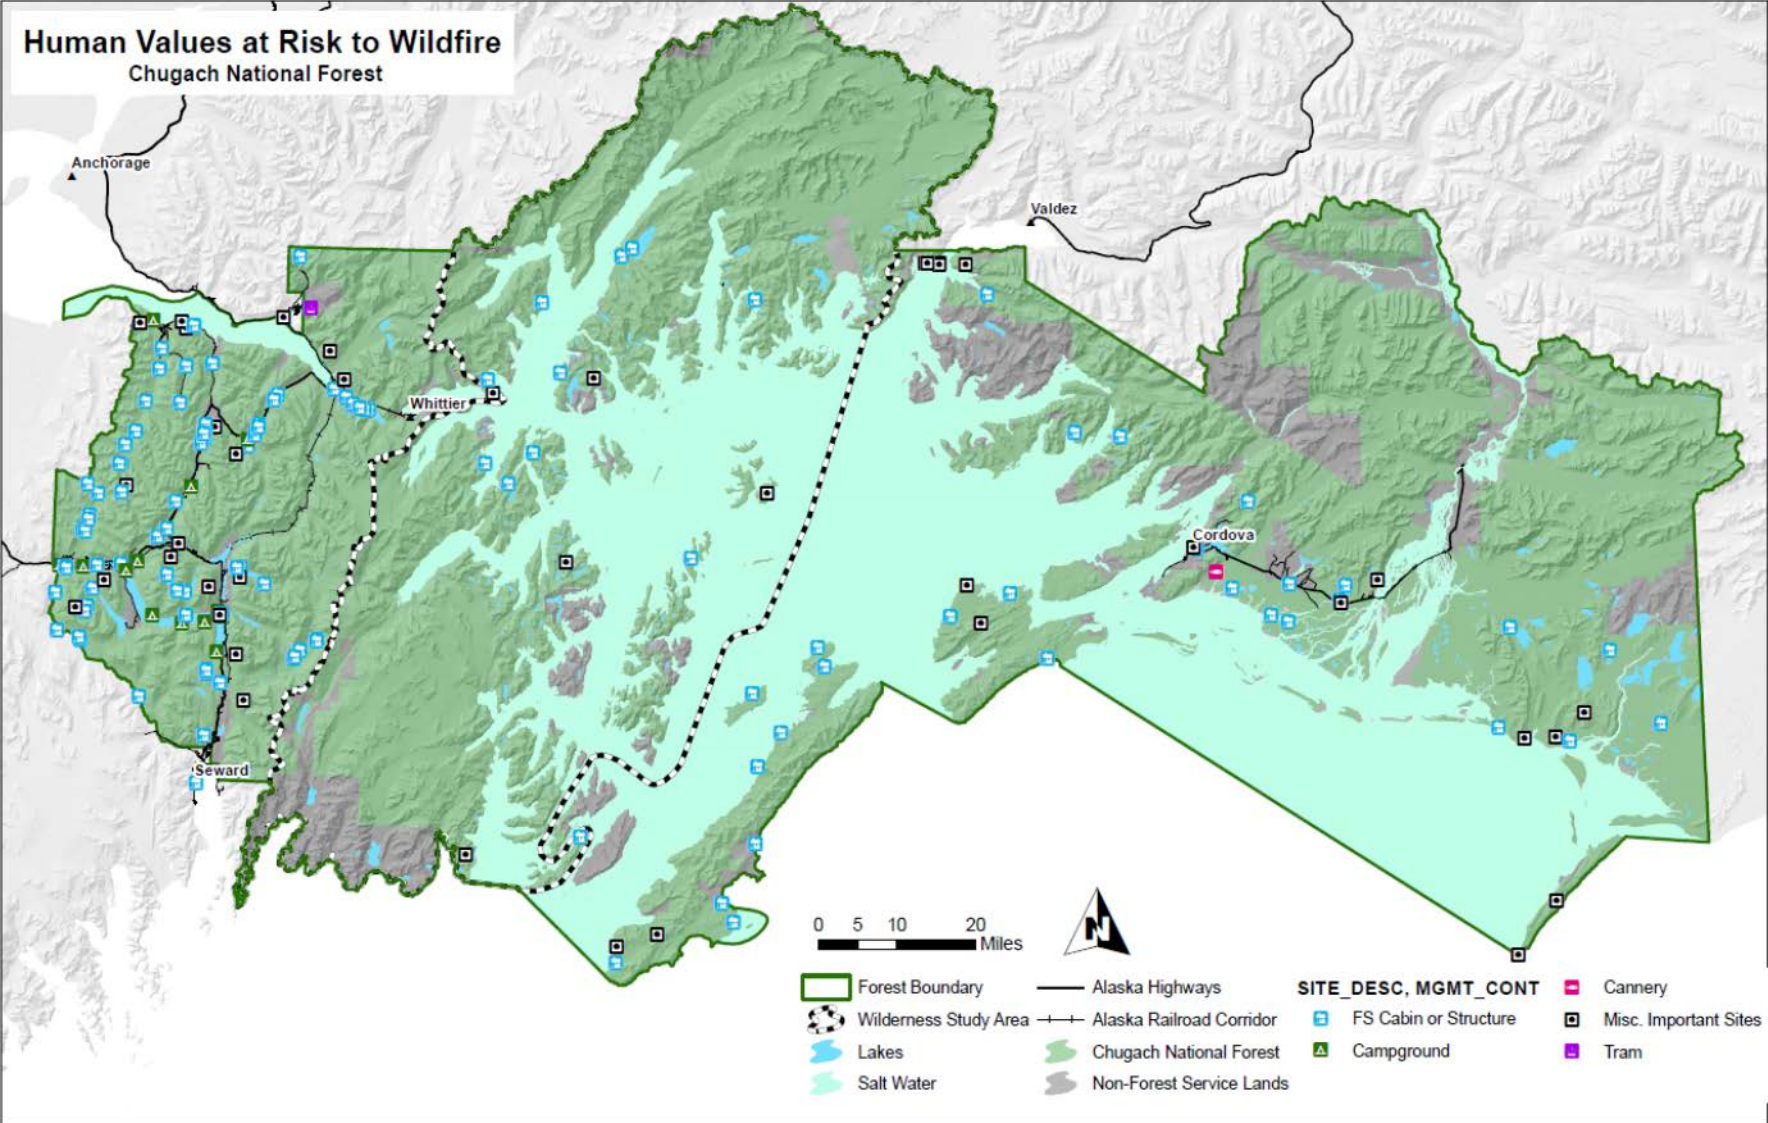 Human Values at Risk to Wildfire
Chugach National Forest
Anchorage
Valdez
Whittier
Cordova
Seward
0 5 10 20
Miles
N
Forest Boundary
Wilderness Study Area
Lakes
Salt Water
Alaska Highways
Alaska Railroad Corridor
Chugach National Forest
Non-Forest Service Lands
SITE_DESC, MGMT_CONT
FS Cabin or Structure
Campground
Cannery
Misc. Important Sites
Tram